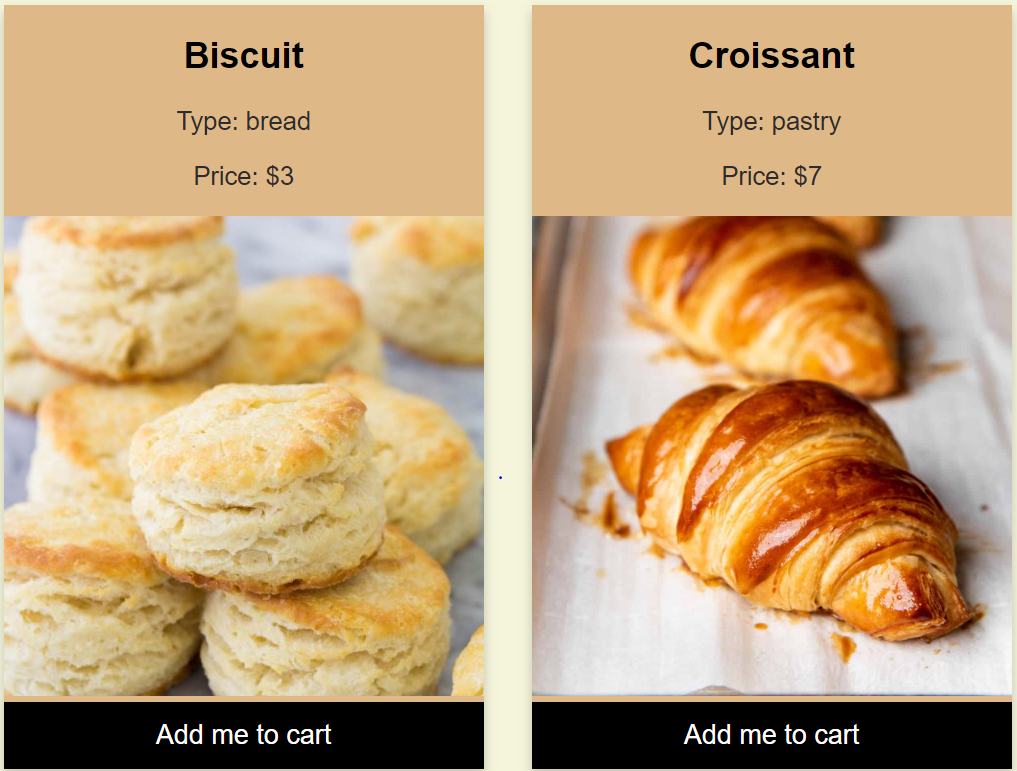 Biscuit
Type: bread
Price: $3
Add me to cart
Croissant
Type: pastry
Price: $7
Add me to cart